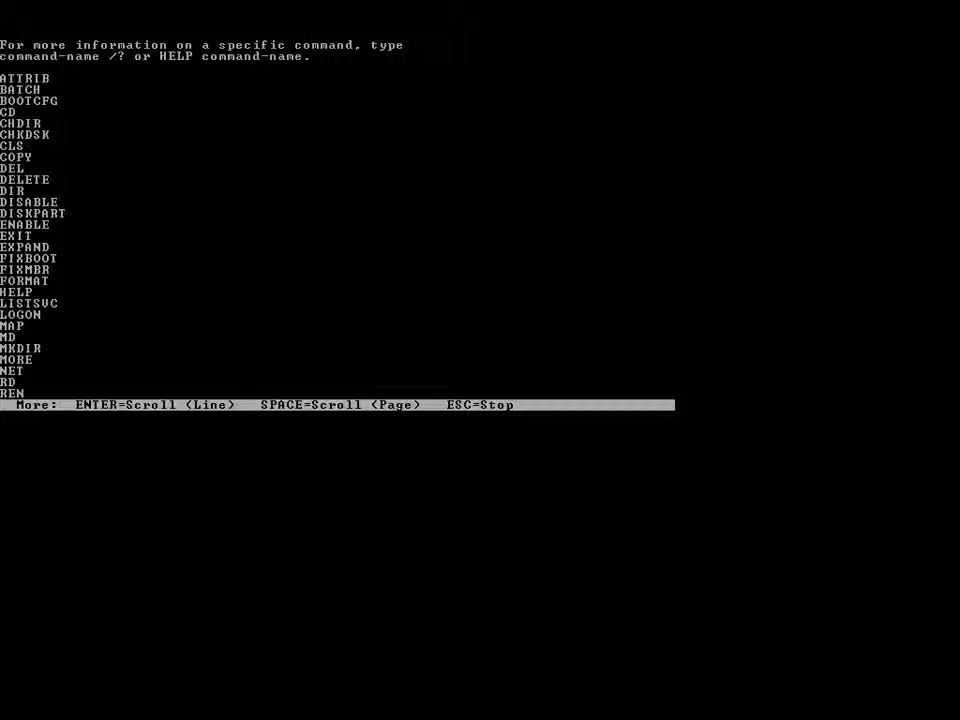 For more information on a specific command, type
command-name /? or HELP command-name.
ATTRIB
BATCH
BOOTCFG
CD
CHDIR
CHKDSK
CLS
COPY
DEL
DELETE
DIR
DISABLE
DISKPART
ENABLE
EXIT
EXPAND
FIXBOOT
FIXMBR
FORMAT
HELP
LISTSVC
LOGON
MAP
MD
MKDIR
MORE
NET
RD
REN
More: ENTER=Scroll (Line) SPACE=Scroll (Page) ESC=Stop